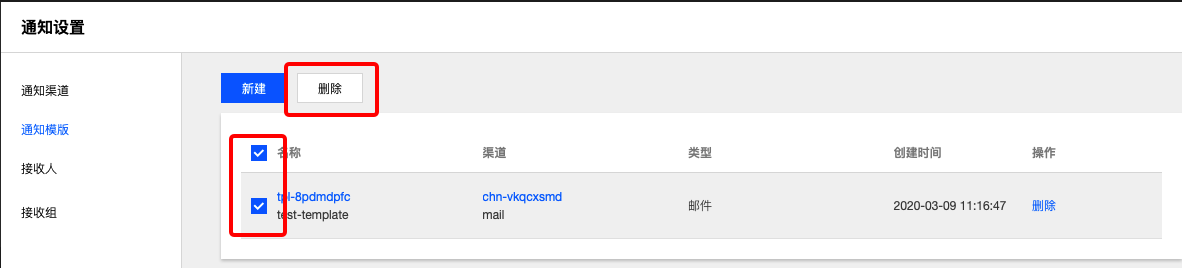 通知设置
通知渠道
通知模版
接收人
接收组
新建 删除
名称 渠道 类型 创建时间 操作
tpl-8pdmdpfc chn-vkqcxsmd
test-template mail 邮件 2020-03-09 11:16:47 删除